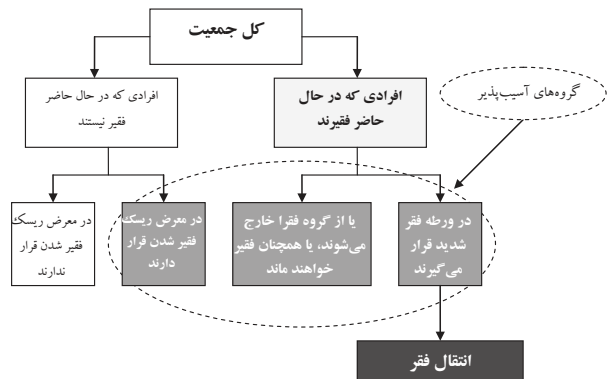 کل جمعیت
گروه‌های آسیب‌پذیر
افرادی که در حال
حاضر فقیرند
افرادی که در حال حاضر
فقیر نیستند
در ورطه فقر
شدید قرار
می‌گیرند
یا از گروه فقرا خارج
می‌شوند، یا همچنان فقیر
خواهند ماند
در معرض ریسک
فقیر شدن قرار
دارند
در معرض ریسک
فقیر شدن قرار
ندارند
انتقال فقر